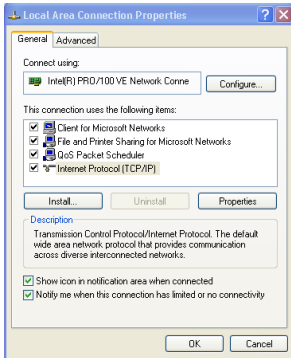 Local Area Connection Properties
General Advanced
Connect using:
Intel(R) PRO/100 VE Network Conne
Configure...
This connection uses the following items:
Client for Microsoft Networks
File and Printer Sharing for Microsoft Networks
QoS Packet Scheduler
Internet Protocol (TCP/IP)
Install... Uninstall Properties
Description
Transmission Control Protocol/Internet Protocol. The default
wide area network protocol that provides communication
across diverse interconnected networks.
Show icon in notification area when connected
Notify me when this connection has limited or no connectivity
OK Cancel